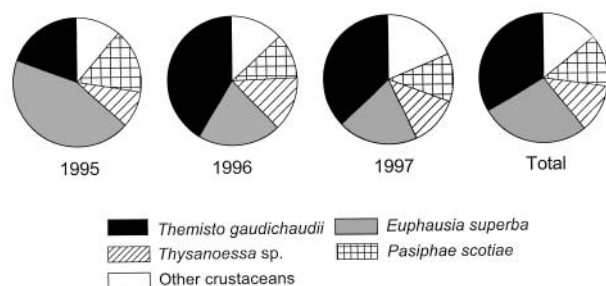 1995 1996 1997 Total
Themisto gaudichaudii Euphausia superba
Thysanoessa sp. Pasiphae scotiae
Other crustaceans